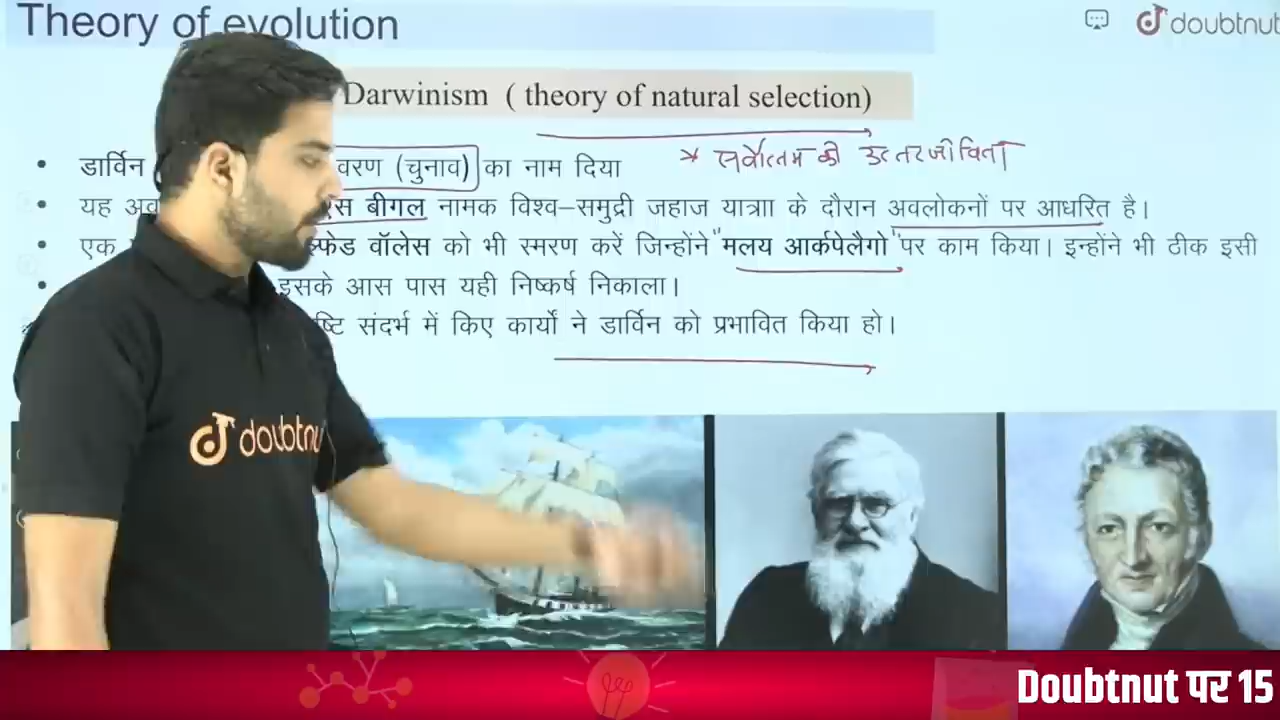 Theory of evolution
doubtnut
Darwinism ( theory of natural selection)
* सर्वोत्तम की उत्तरजीविता
डार्विन वरण (चुनाव) का नाम दिया
यह बीगल नामक विश्व–समुद्री जहाज यात्राा के दौरान अवलोकनों पर आधरित है।
एक वॉलेस को भी स्मरण करें जिन्होंने "मलय आर्कपेलैगो" पर काम किया। इन्होंने भी ठीक इसी
इसके आस पास यही निष्कर्ष निकाला।
संदर्भ में किए कार्यों ने डार्विन को प्रभावित किया हो।
doubtnut
Doubtnut पर 15